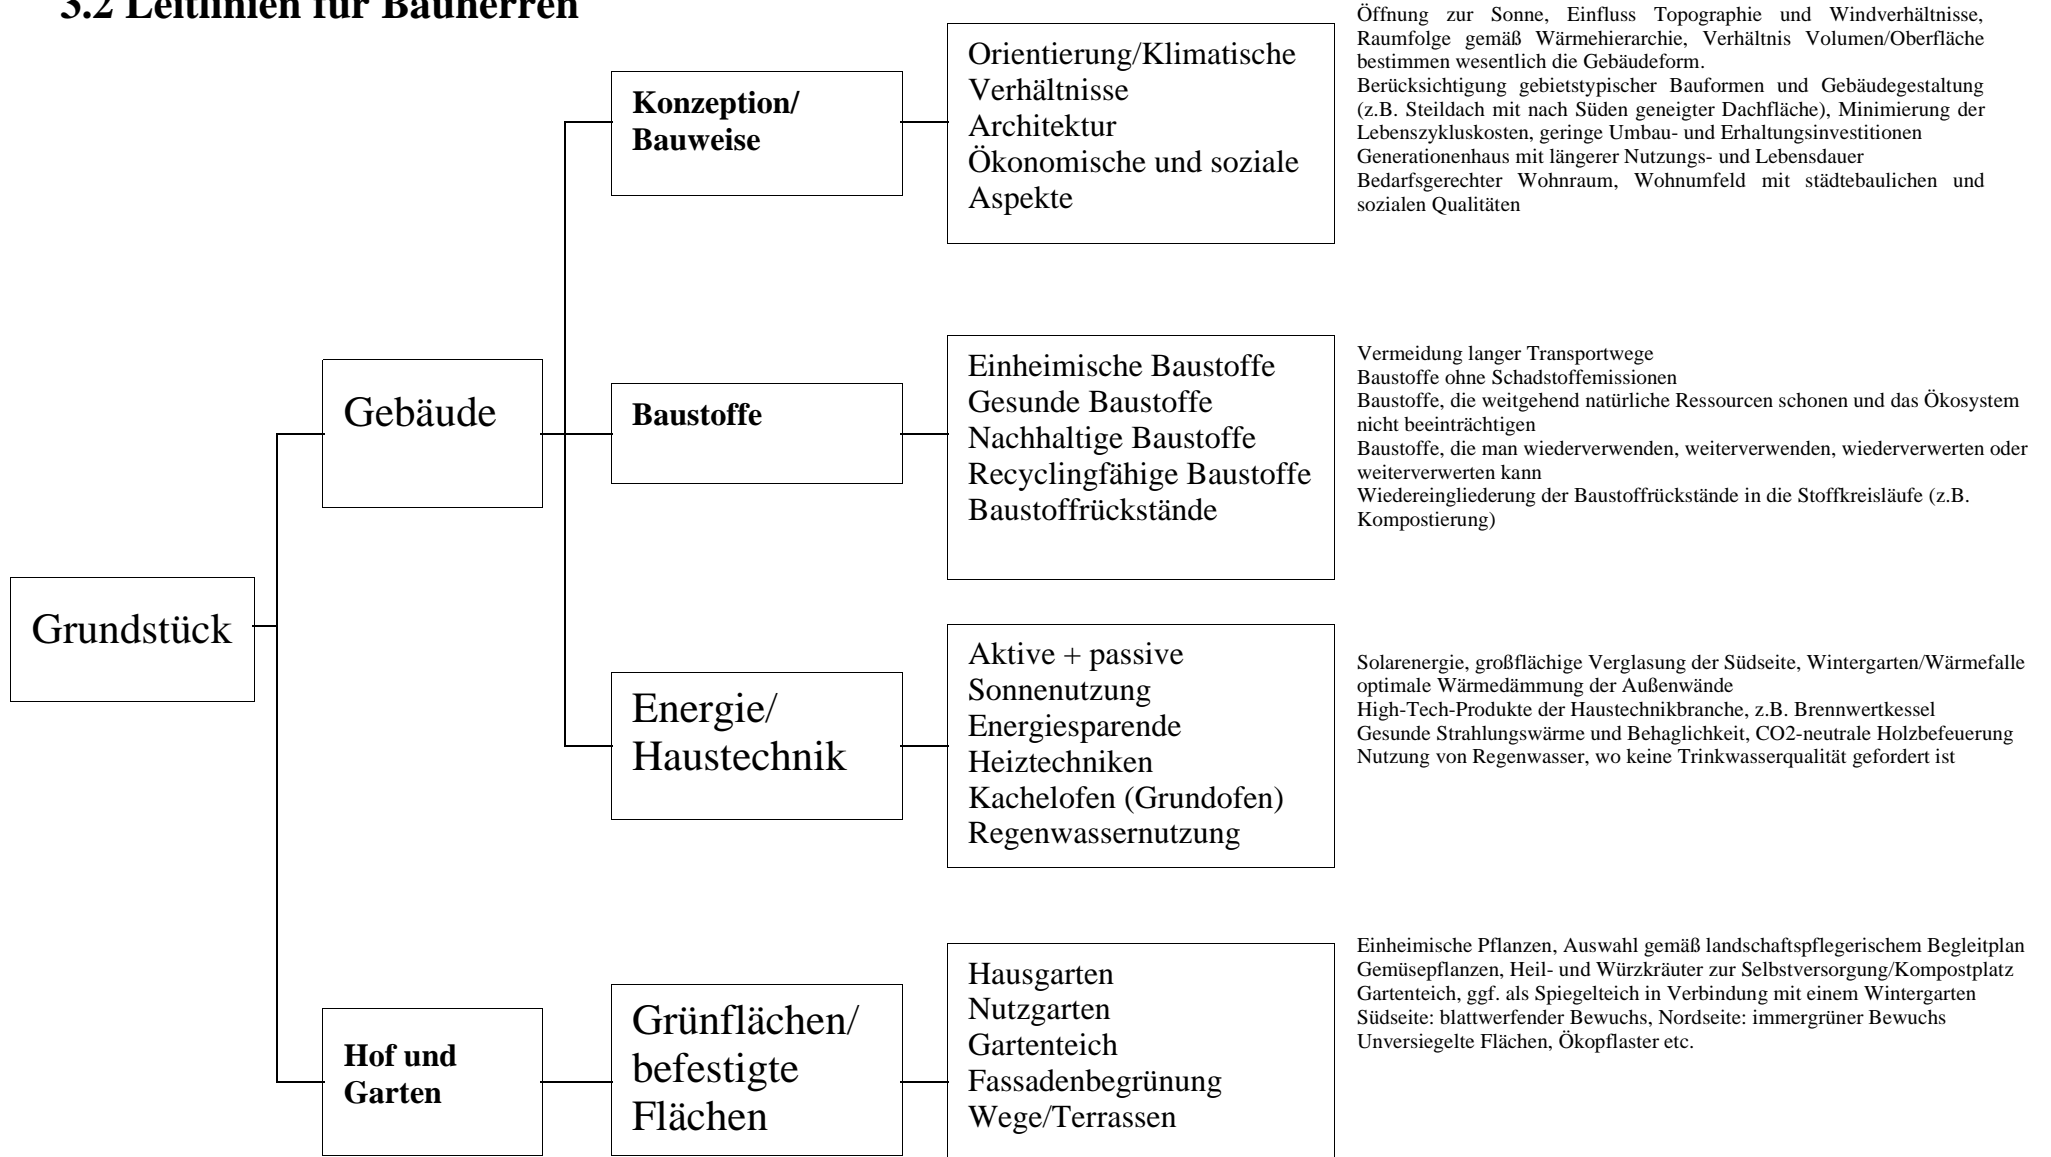 3.2 Leitlinien für Bauherren
Konzeption/
Bauweise
Orientierung/Klimatische
Verhältnisse
Architektur
Ökonomische und soziale
Aspekte
Öffnung zur Sonne, Einfluss Topographie und Windverhältnisse,
Raumfolge gemäß Wärmehierarchie, Verhältnis Volumen/Oberfläche
bestimmen wesentlich die Gebäudeform.
Berücksichtigung gebietstypischer Bauformen und Gebäudegestaltung
(z.B. Steildach mit nach Süden geneigter Dachfläche), Minimierung der
Lebenszykluskosten, geringe Umbau- und Erhaltungsinvestitionen
Generationenhaus mit längerer Nutzungs- und Lebensdauer
Bedarfsgerechter Wohnraum, Wohnumfeld mit städtebaulichen und
sozialen Qualitäten
Gebäude
Baustoffe
Einheimische Baustoffe
Gesunde Baustoffe
Nachhaltige Baustoffe
Recyclingfähige Baustoffe
Baustoffrückstände
Vermeidung langer Transportwege
Baustoffe ohne Schadstoffemissionen
Baustoffe, die weitgehend natürliche Ressourcen schonen und das Ökosystem
nicht beeinträchtigen
Baustoffe, die man wiederverwenden, weiterverwenden, wiederverwerten oder
weiterverwerten kann
Wiedereingliederung der Baustoffrückstände in die Stoffkreisläufe (z.B.
Kompostierung)
Grundstück
Energie/
Haustechnik
Aktive + passive
Sonnenutzung
Energiesparende
Heiztechniken
Kachelofen (Grundofen)
Regenwassernutzung
Solarenergie, großflächige Verglasung der Südseite, Wintergarten/Wärmefalle
optimale Wärmedämmung der Außenwände
High-Tech-Produkte der Haustechnikbranche, z.B. Brennwertkessel
Gesunde Strahlungswärme und Behaglichkeit, CO2-neutrale Holzbefeuerung
Nutzung von Regenwasser, wo keine Trinkwasserqualität gefordert ist
Hof und
Garten
Grünflächen/
befestigte
Flächen
Hausgarten
Nutzgarten
Gartenteich
Fassadenbegrünung
Wege/Terrassen
Einheimische Pflanzen, Auswahl gemäß landschaftspflegerischem Begleitplan
Gemüsepflanzen, Heil- und Würzkräuter zur Selbstversorgung/Kompostplatz
Gartenteich, ggf. als Spiegelteich in Verbindung mit einem Wintergarten
Südseite: blattwerfender Bewuchs, Nordseite: immergrüner Bewuchs
Unversiegelte Flächen, Ökopflaster etc.